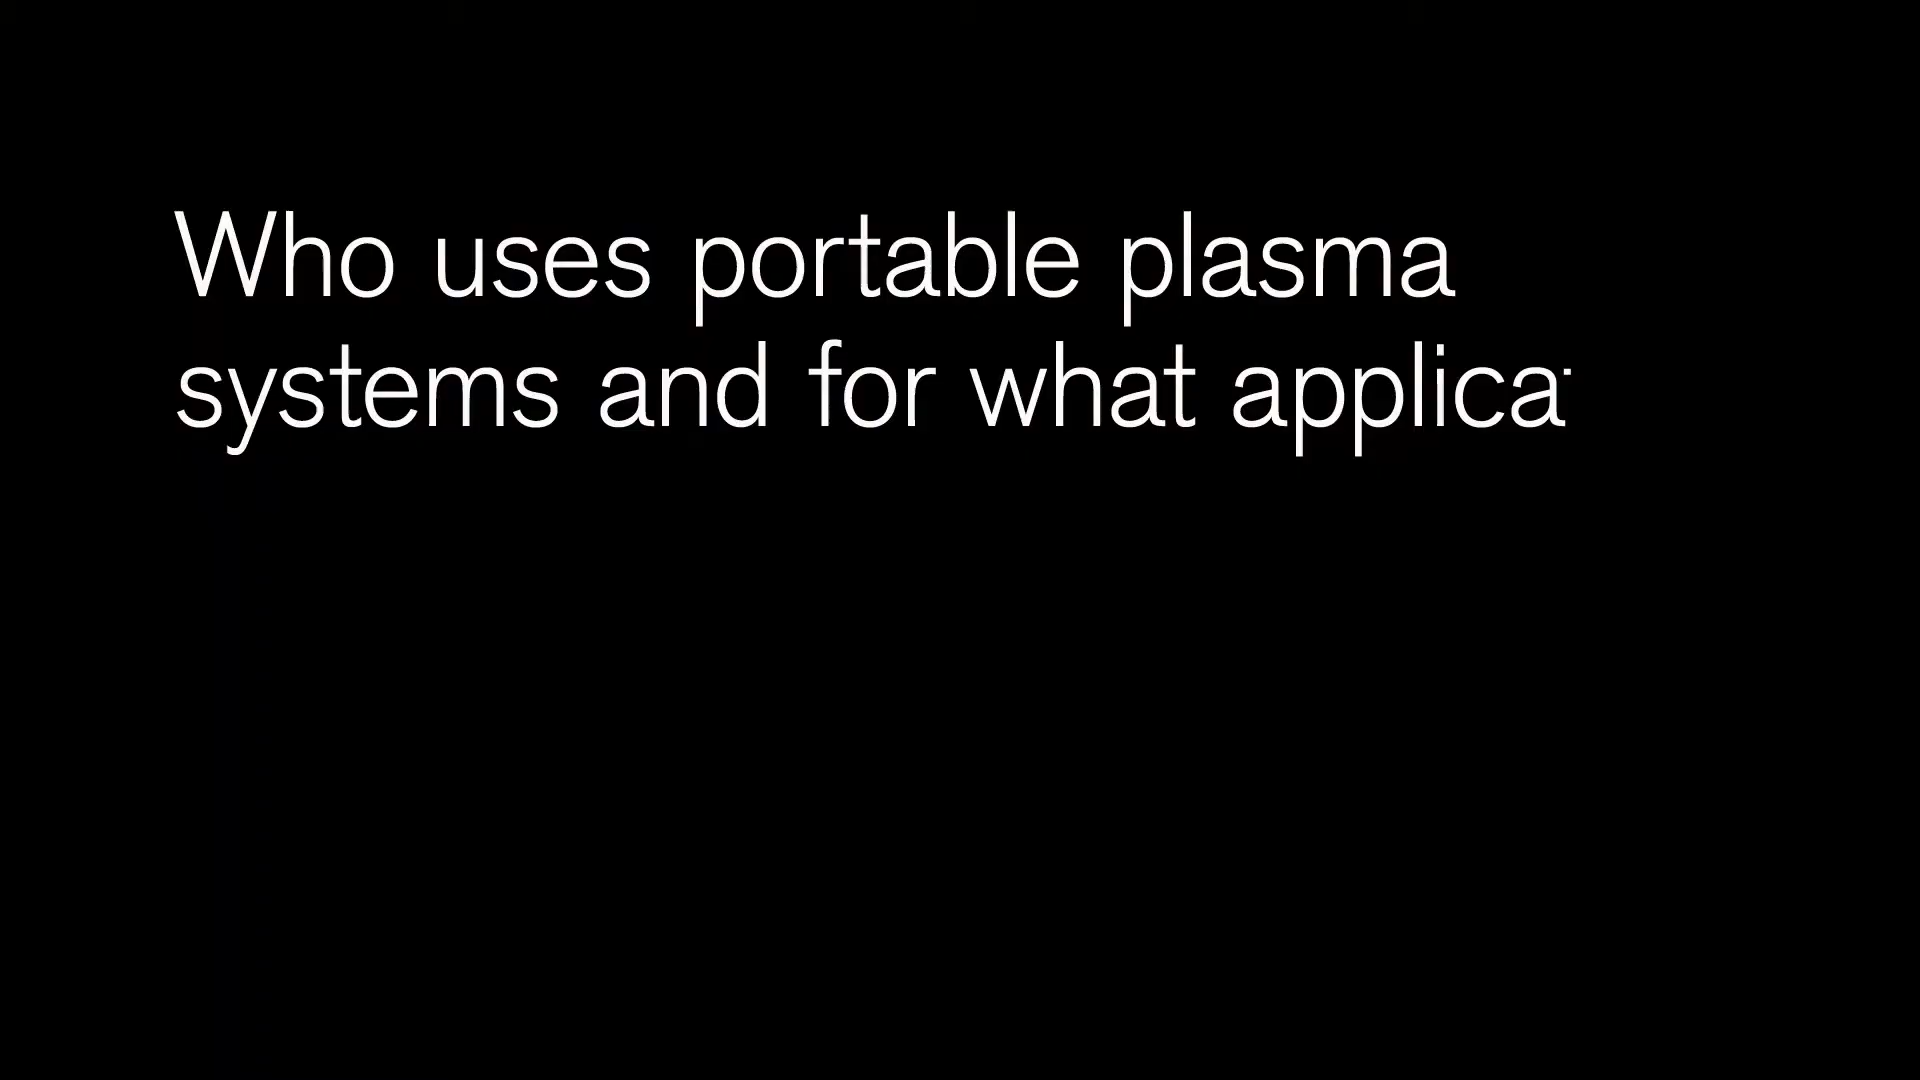 Who uses portable plasma
systems and for what applica